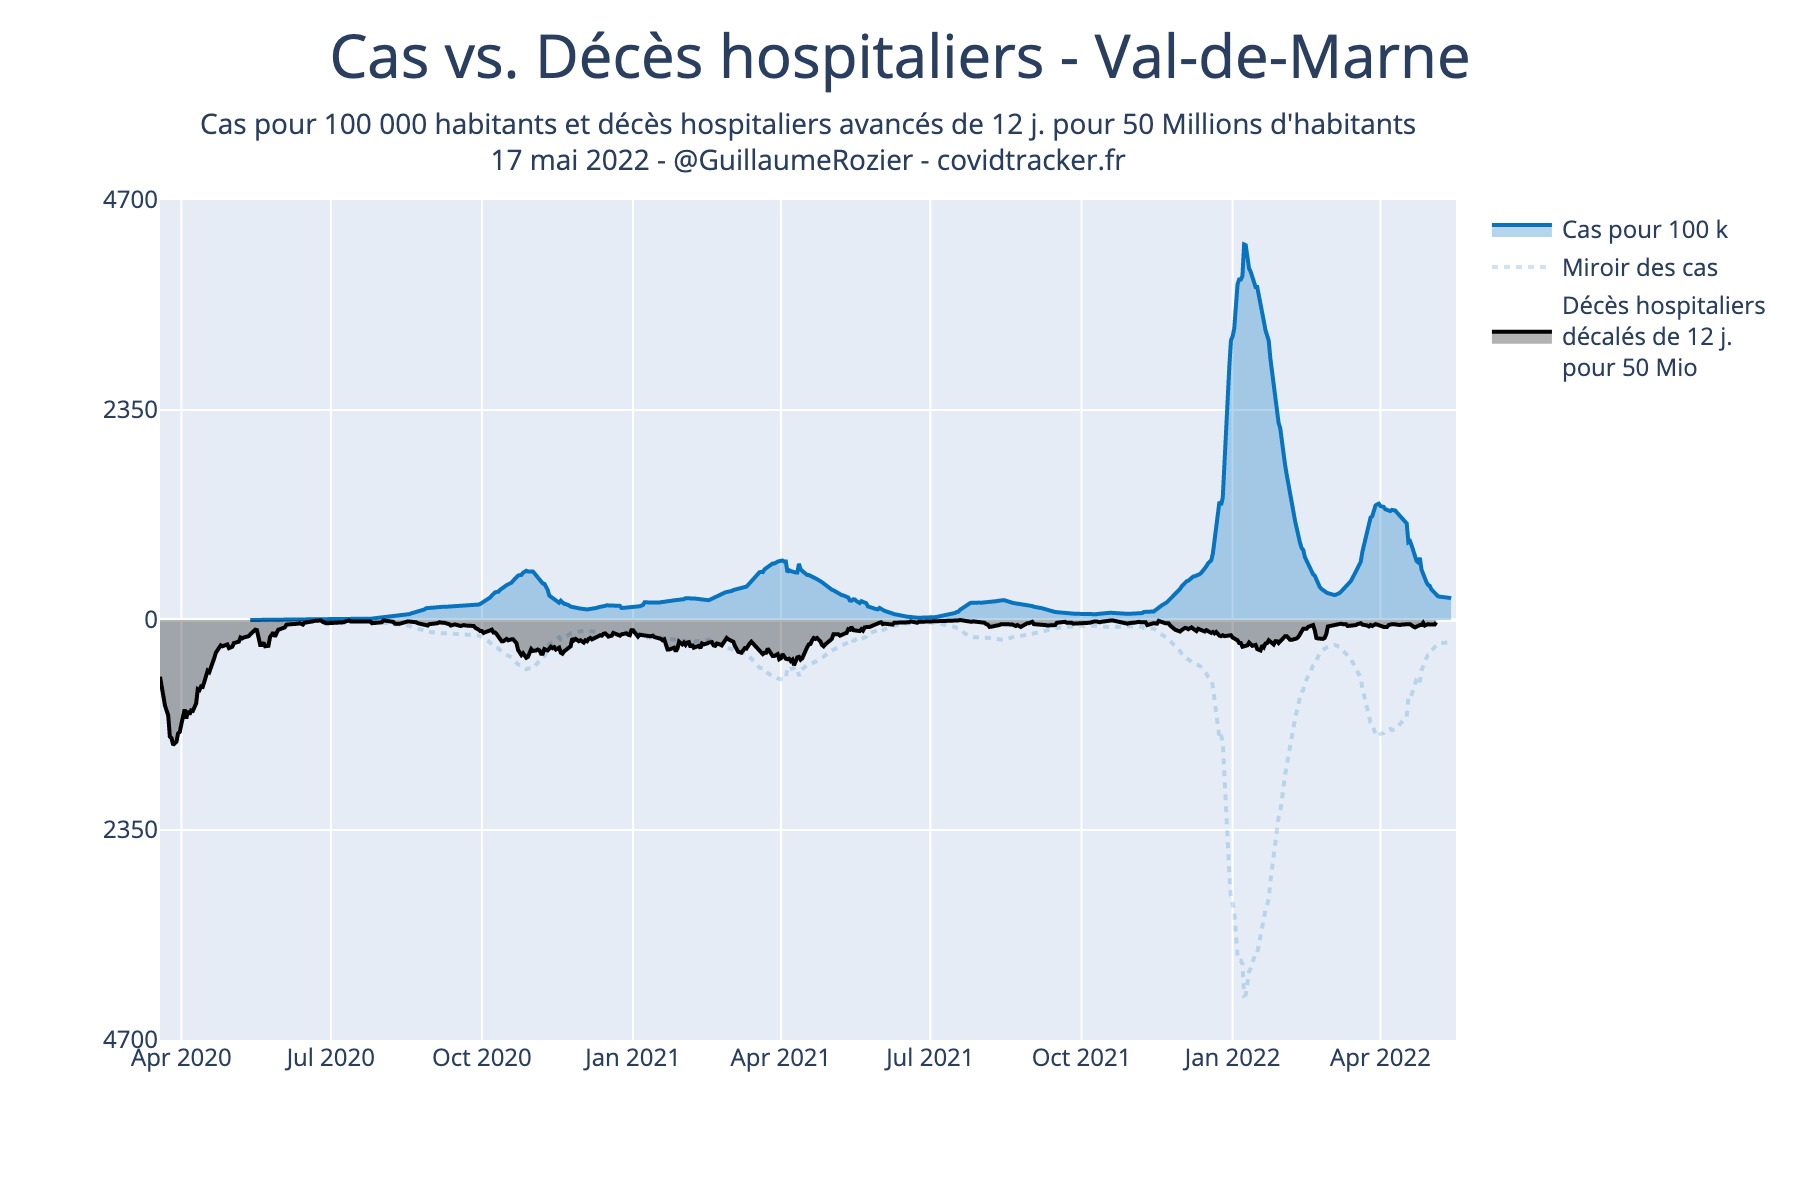 Cas vs. Décès hospitaliers - Val-de-Marne
Cas pour 100 000 habitants et décès hospitaliers avancés de 12 j. pour 50 Millions d'habitants
17 mai 2022 - @GuillaumeRozier - covidtracker.fr
4700
2350
0
2350
4700
Apr 2020
Jul 2020
Oct 2020
Jan 2021
Apr 2021
Jul 2021
Oct 2021
Jan 2022
Apr 2022
Cas pour 100 k
Miroir des cas
Décès hospitaliers
décalés de 12 j.
pour 50 Mio